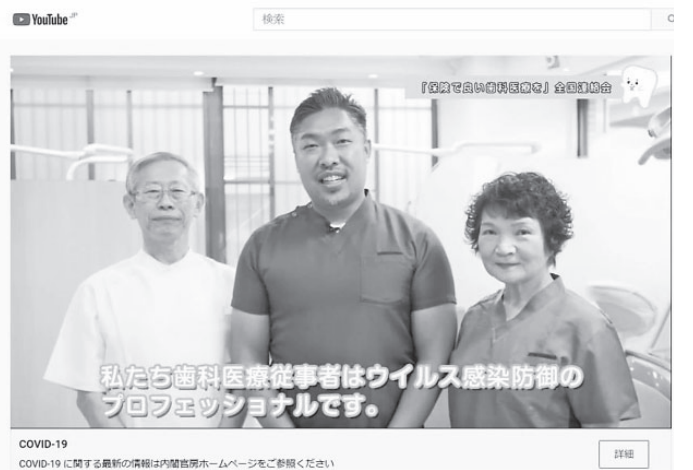 YouTube JP
検索
「保険で良い歯科医療を」全国連絡会
私たち歯科医療従事者はウイルス感染防御の
プロフェッショナルです。
COVID-19
COVID-19 に関する最新の情報は内閣官房ホームページをご参照ください
詳細